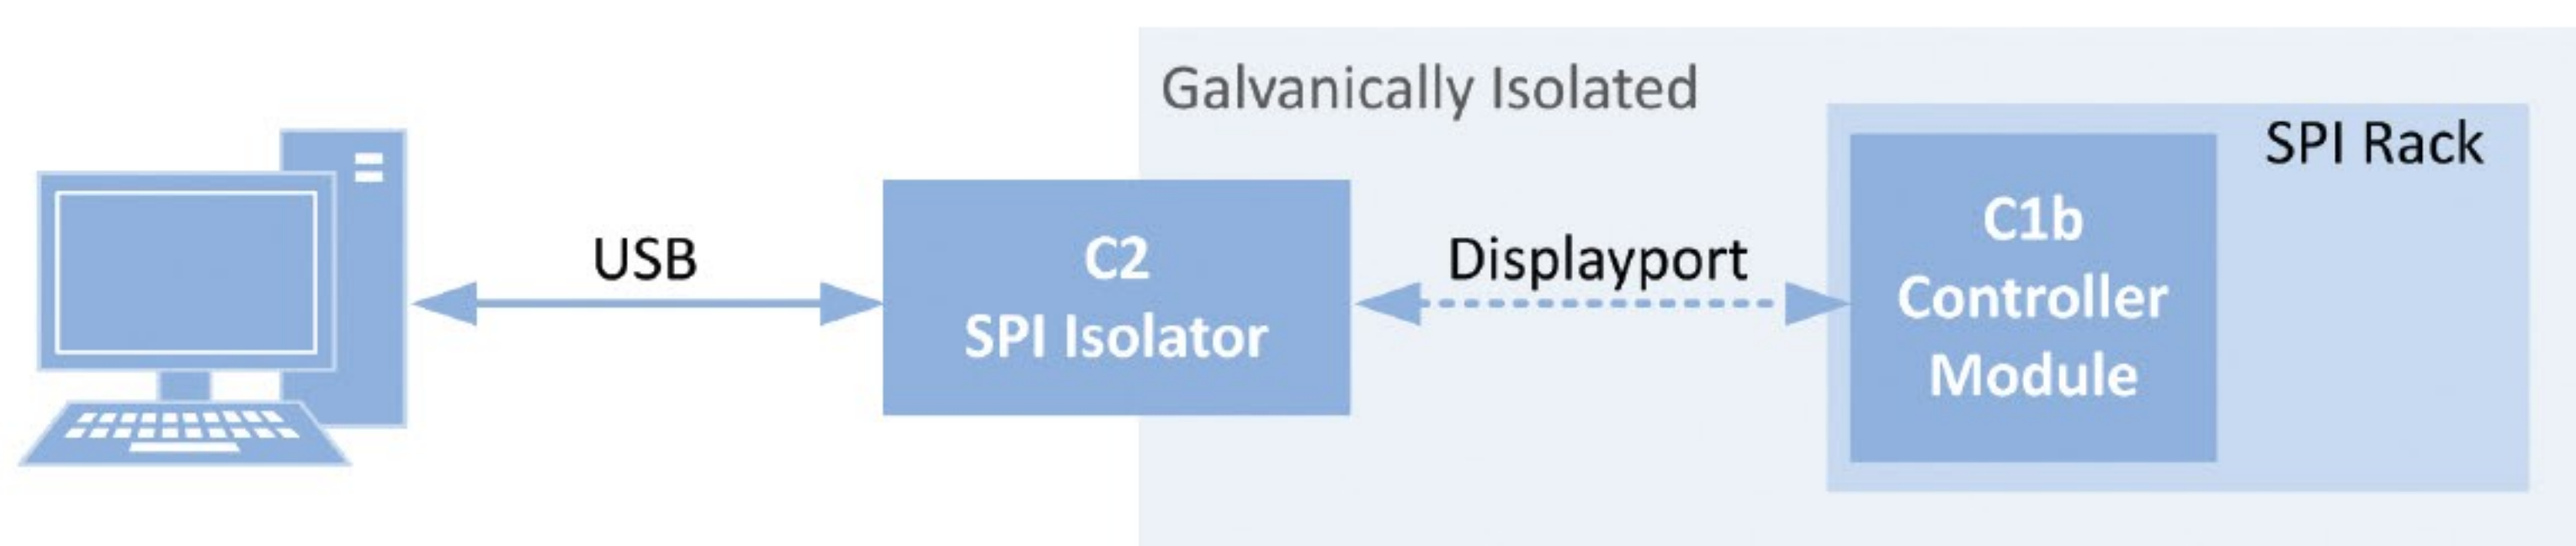 Galvanically Isolated
SPI Rack
USB
C2
SPI Isolator
Displayport
C1b
Controller
Module